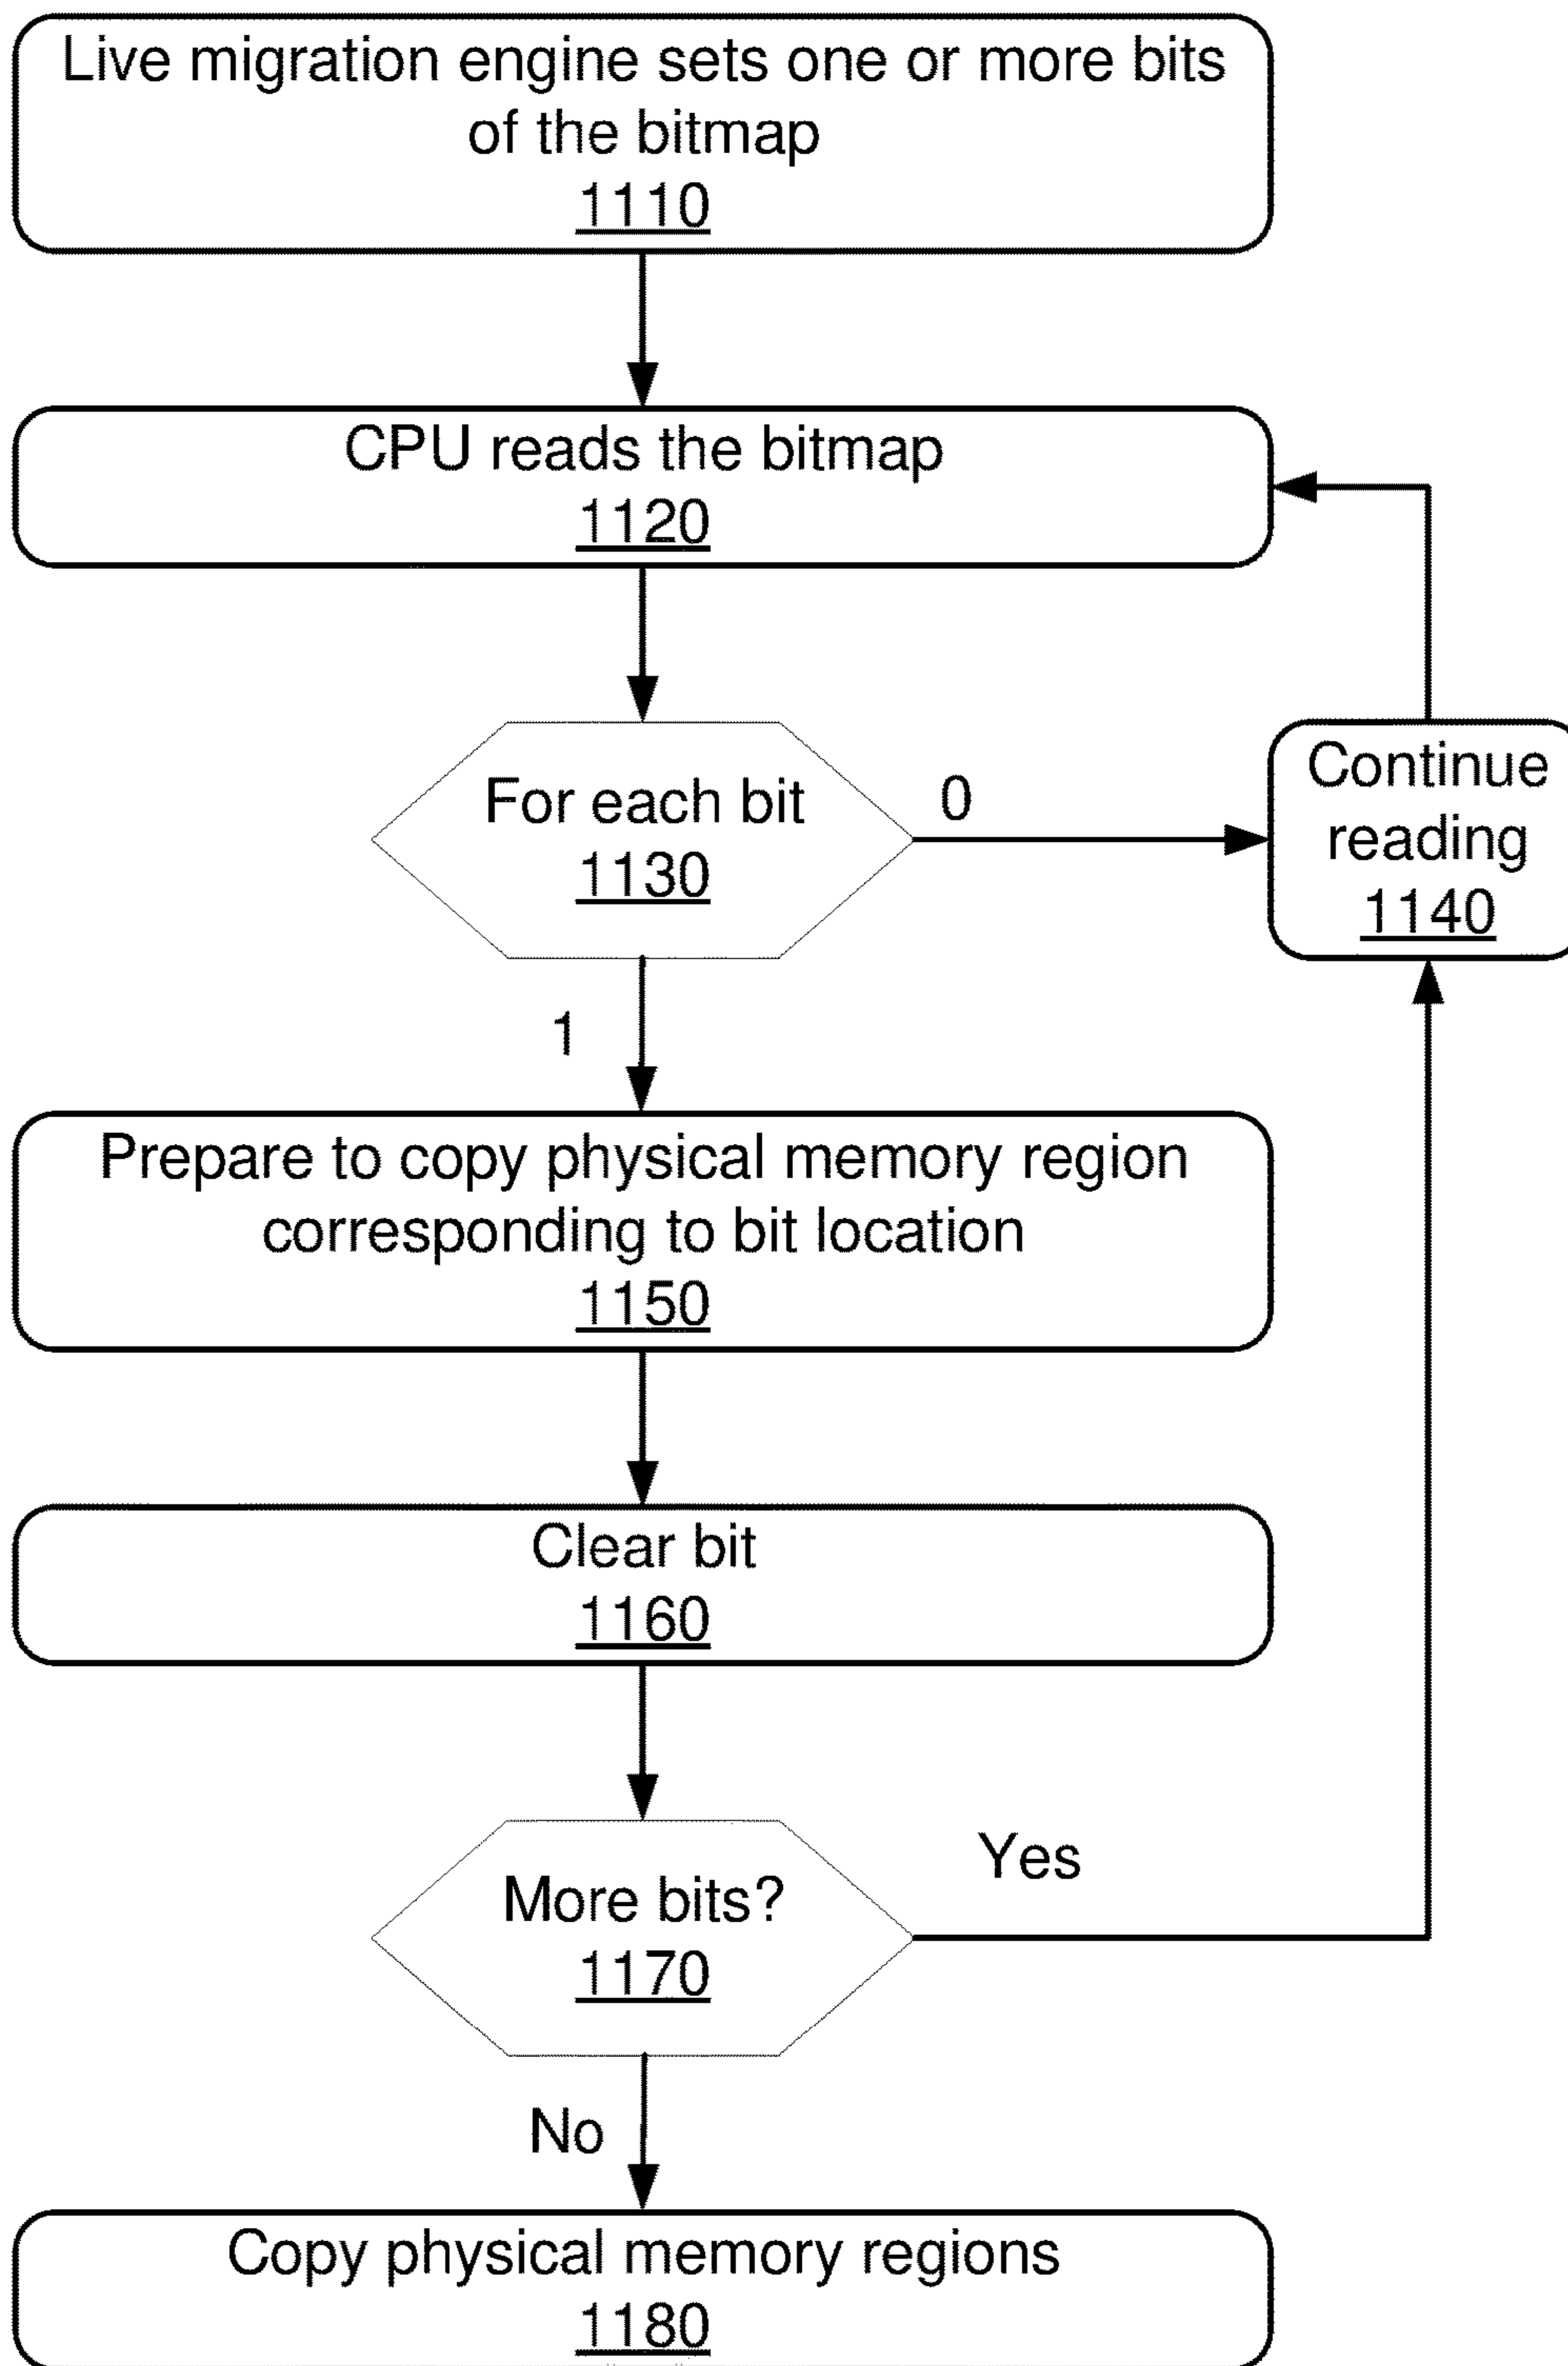 Live migration engine sets one or more bits
of the bitmap
1110
CPU reads the bitmap
1120
For each bit
1130
0
Continue
reading
1140
1
Prepare to copy physical memory region
corresponding to bit location
1150
Clear bit
1160
More bits?
1170
Yes
No
Copy physical memory regions
1180